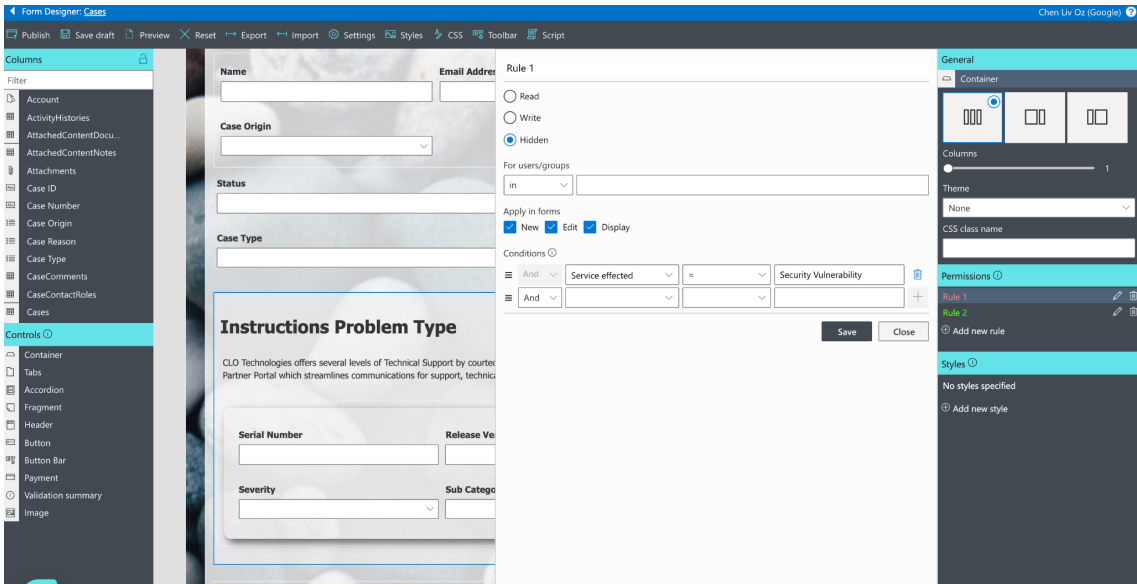 Form Designer: Cases
Chen Liv Oz (Google)
Publish Save draft Preview Reset Export Import Settings Styles CSS Toolbar Script
Columns
Filter
Account
ActivityHistories
AttachedContentDocu...
AttachedContentNotes
Attachments
Case ID
Case Number
Case Origin
Case Reason
Case Type
CaseComments
CaseContactRoles
Cases
Controls
Container
Tabs
Accordion
Fragment
Header
Button
Button Bar
Payment
Validation summary
Image
Name Email Addres
Case Origin
Status
Case Type
Instructions Problem Type
CLO Technologies offers several levels of Technical Support by courte
Partner Portal which streamlines communications for support, technica
Serial Number Release Ve
Severity Sub Catego
Rule 1
Read
Write
Hidden
For users/groups
in
Apply in forms
New Edit Display
Conditions
And Service effected = Security Vulnerability
And
Save Close
General
Container
Columns
1
Theme
None
CSS class name
Permissions
Rule 1
Rule 2
Add new rule
Styles
No styles specified
Add new style